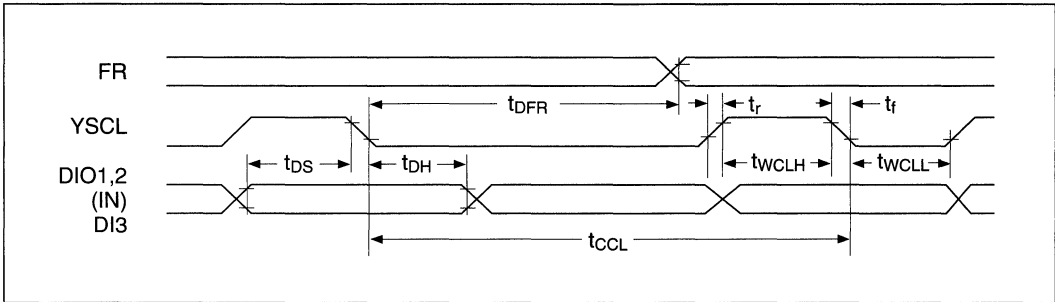 FR
tDFR
tr
tf
YSCL
tDS
tDH
tWCLH
tWCLL
DIO1,2
(IN)
DI3
tCCL